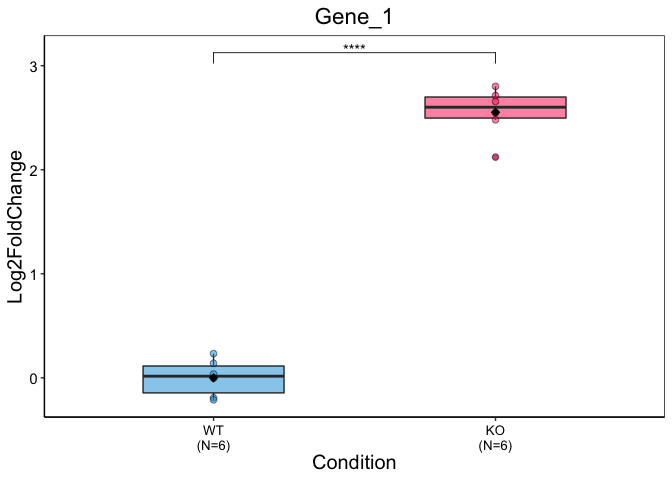 Gene_1
****
3
2
1
0
Log2FoldChange
WT
(N=6)
KO
(N=6)
Condition